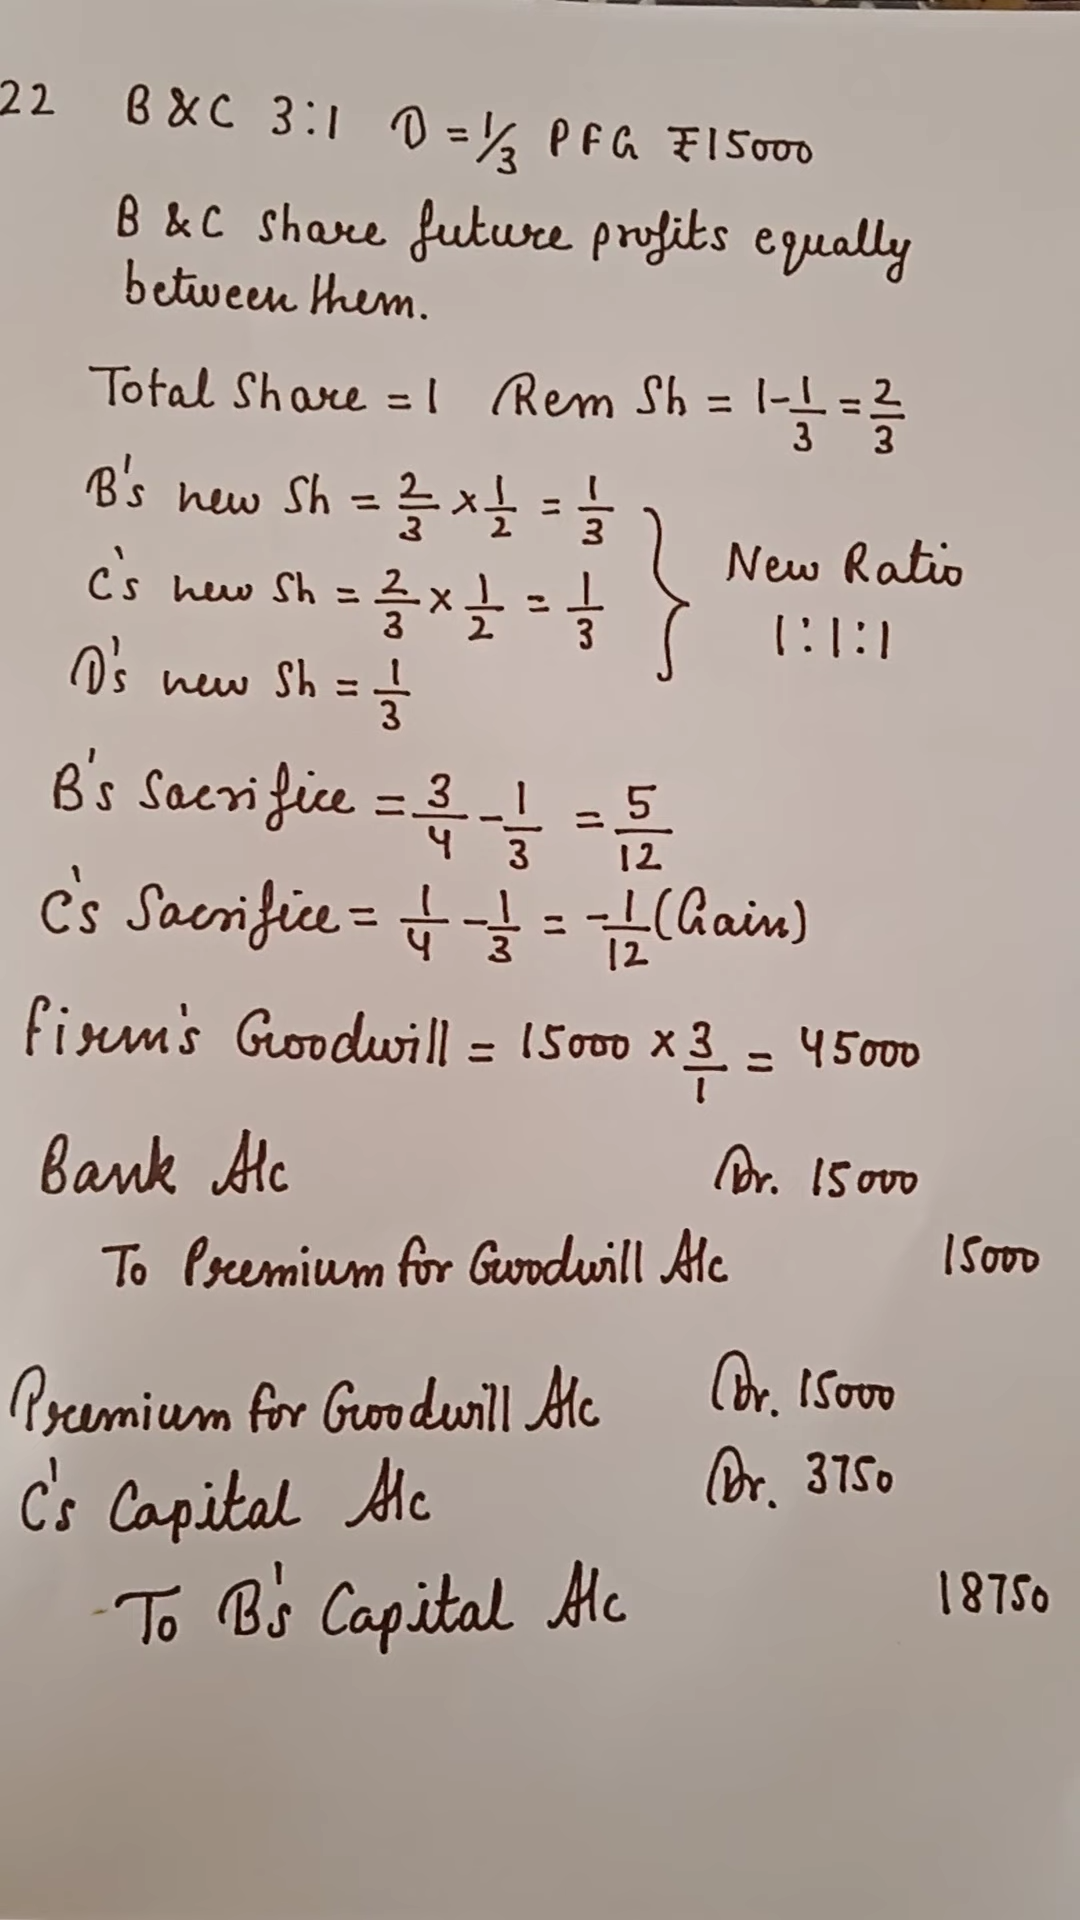 22 B & C 3:1 D = 1/3 PFG ₹15000
B & C share future profits equally
between them.
Total Share = 1 Rem Sh = 1 - 1/3 = 2/3
B's new Sh = 2/3 × 1/2 = 1/3
C's new Sh = 2/3 × 1/2 = 1/3
D's new Sh = 1/3
New Ratio
1:1:1
B's Sacrifice = 3/4 - 1/3 = 5/12
C's Sacrifice = 1/4 - 1/3 = -1/12 (Gain)
Firm's Goodwill = 15000 × 3/1 = 45000
Bank A/c Dr. 15000
To Premium for Goodwill A/c 15000
Premium for Goodwill A/c Dr. 15000
C's Capital A/c Dr. 3750
To B's Capital A/c 18750